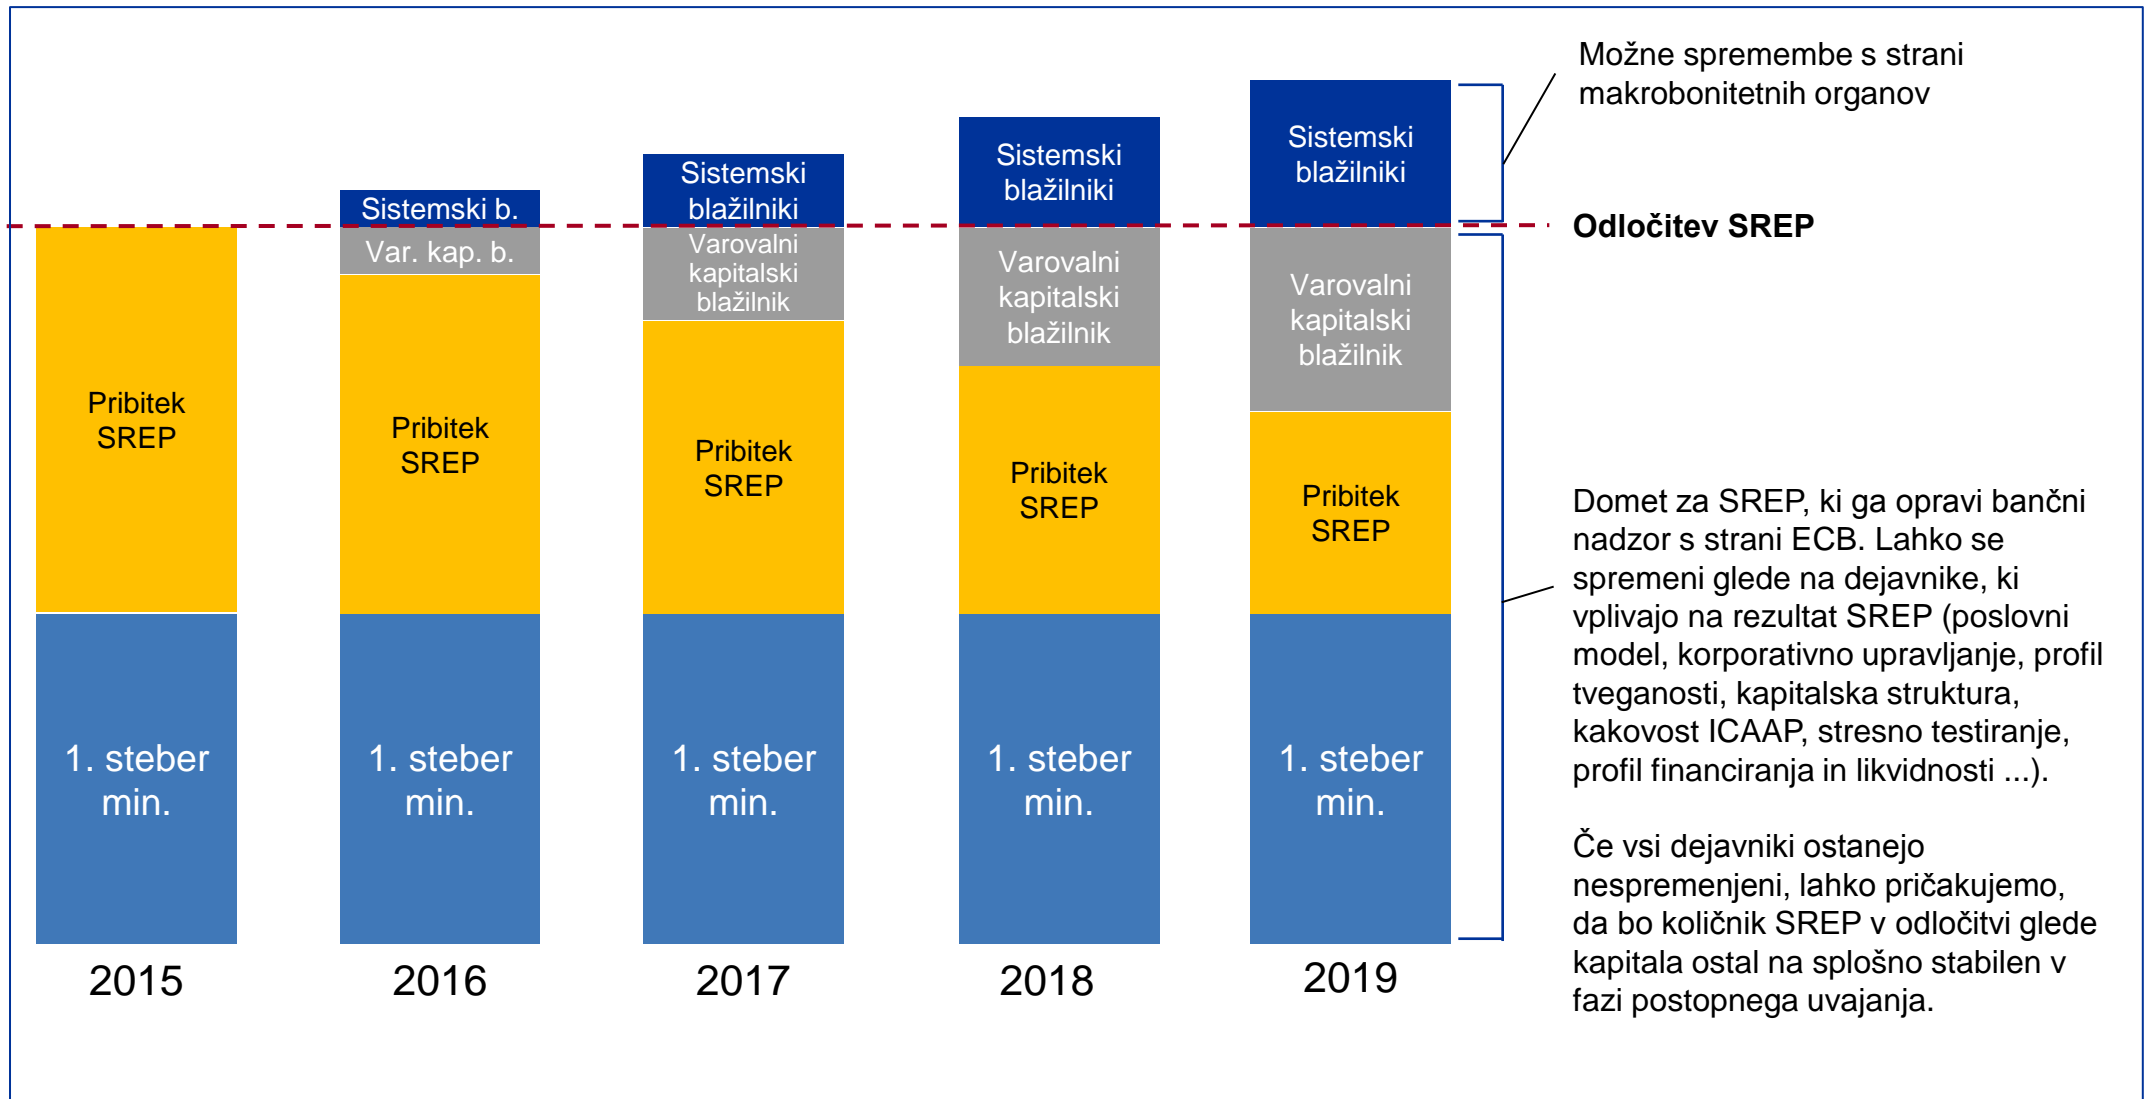 Možne spremembe s strani
makrobonitetnih organov
Odločitev SREP
Domet za SREP, ki ga opravi bančni
nadzor s strani ECB. Lahko se
spremeni glede na dejavnike, ki
vplivajo na rezultat SREP (poslovni
model, korporativno upravljanje, profil
tveganosti, kapitalska struktura,
kakovost ICAAP, stresno testiranje,
profil financiranja in likvidnosti ...).
Če vsi dejavniki ostanejo
nespremenjeni, lahko pričakujemo,
da bo količnik SREP v odločitvi glede
kapitala ostal na splošno stabilen v
fazi postopnega uvajanja.
Pribitek
SREP
1. steber
min.
2015
Sistemski b.
Var. kap. b.
Pribitek
SREP
1. steber
min.
2016
Sistemski
blažilniki
Varovalni
kapitalski
blažilnik
Pribitek
SREP
1. steber
min.
2017
Sistemski
blažilniki
Varovalni
kapitalski
blažilnik
Pribitek
SREP
1. steber
min.
2018
Sistemski
blažilniki
Varovalni
kapitalski
blažilnik
Pribitek
SREP
1. steber
min.
2019